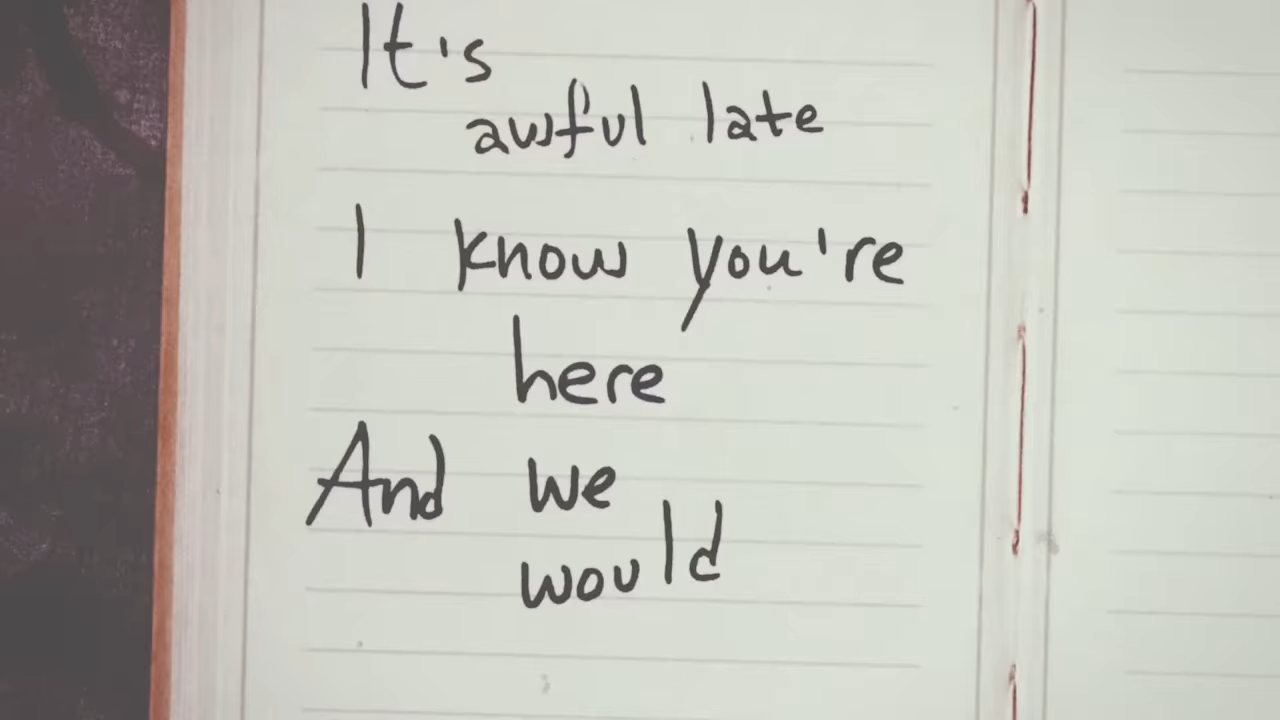 It's
awful late
I know you're
here
And we
would